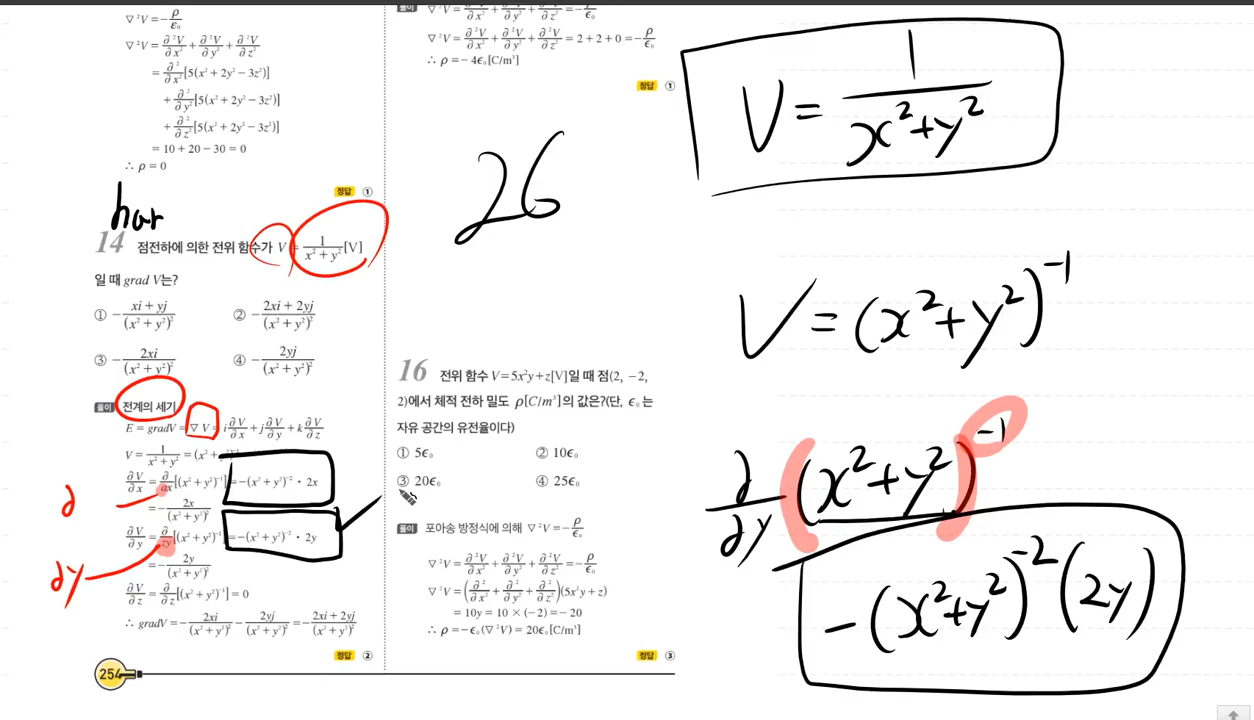 ∇²V=-ρ/ε₀
∇²V=∂²V/∂x²+∂²V/∂y²+∂²V/∂z²
=∂²/∂x²[5(x²+2y²-3z²)]
+∂²/∂y²[5(x²+2y²-3z²)]
+∂²/∂z²[5(x²+2y²-3z²)]
=10+20-30=0
∴ρ=0
정답 ①
har
14 점전하에 의한 전위 함수가 V=1/(x²+y²)[V]
일 때 grad V는?
① -(xi+yj)/(x²+y²)² ② -(2xi+2yj)/(x²+y²)²
③ -2xi/(x²+y²)² ④ -2yj/(x²+y²)²
풀이 전계의 세기
E=gradV=∇V=i∂V/∂x+j∂V/∂y+k∂V/∂z
V=1/(x²+y²)=(x²+
∂V/∂x=∂/ax[(x²+y²)⁻¹]=-(x²+y²)⁻²·2x
∂
=-2x/(x²+y²)²
∂V/∂y=∂/zy[(x²+y²)⁻¹]=-(x²+y²)⁻²·2y
∂y
=-2y/(x²+y²)²
∂V/∂z=∂/∂z[(x²+y²)⁻¹]=0
∴gradV=-2xi/(x²+y²)²-2yj/(x²+y²)²=-(2xi+2yj)/(x²+y²)²
정답 ②
254
풀이 ∇²V=∂²V/∂x²+∂²V/∂y²+∂²V/∂z²=-ρ/ε₀
∇²V=∂²V/∂x²+∂²V/∂y²+∂²V/∂z²=2+2+0=-ρ/ε₀
∴ρ=-4ε₀[C/m³]
정답 ①
26
16 전위 함수 V=5x²y+z[V]일 때 점(2, -2,
2)에서 체적 전하 밀도 ρ[C/m³]의 값은?(단, ε₀는
자유 공간의 유전율이다)
① 5ε₀ ② 10ε₀
③ 20ε₀ ④ 25ε₀
풀이 포아송 방정식에 의해 ∇²V=-ρ/ε₀
∇²V=∂²V/∂x²+∂²V/∂y²+∂²V/∂z²=-ρ/ε₀
∇²V=(∂²/∂x²+∂²/∂y²+∂²/∂z²)(5x²y+z)
=10y=10×(-2)=-20
∴ρ=-ε₀(∇²V)=20ε₀[C/m³]
정답 ③
V=1/(x²+y²)
V=(x²+y²)⁻¹
∂/∂y(x²+y²)⁻¹
-(x²+y²)⁻²(2y)